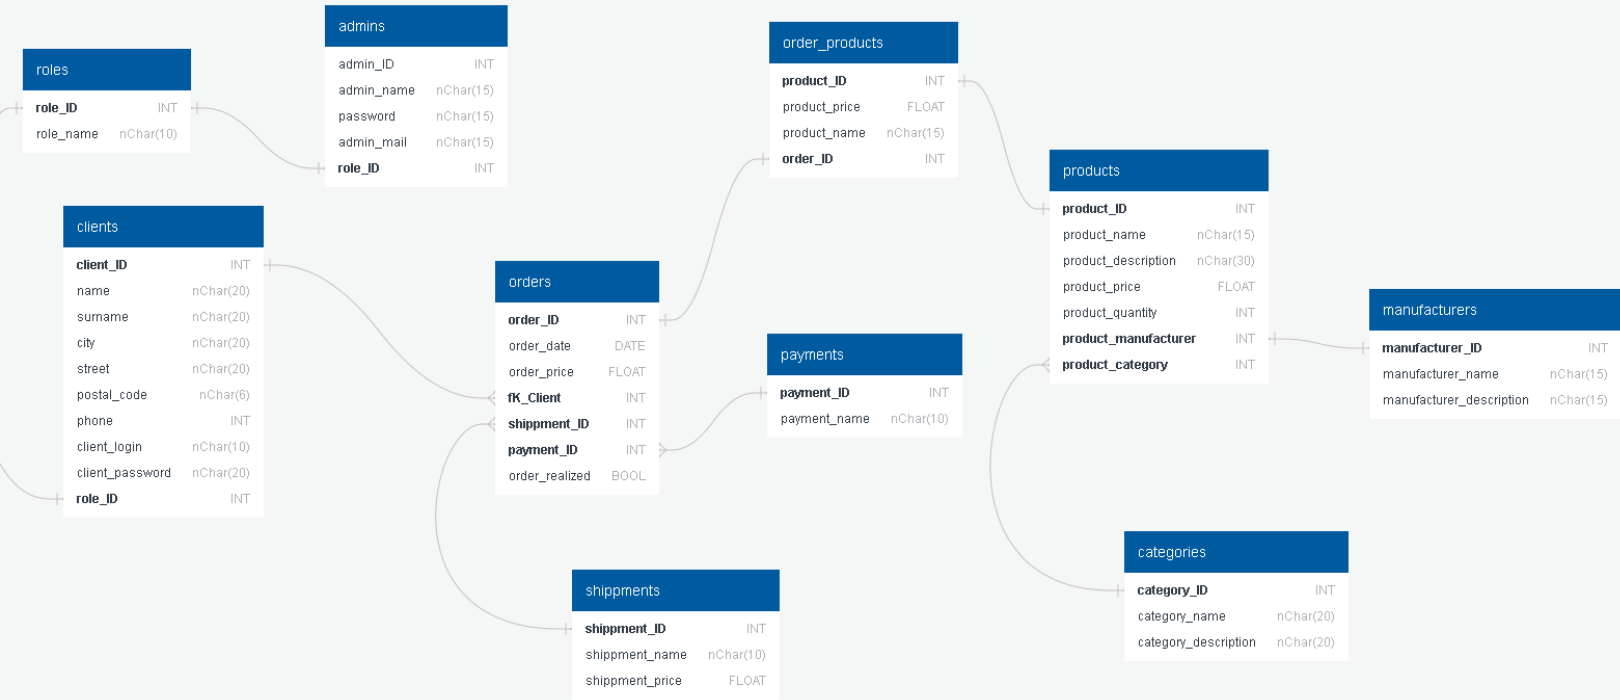 roles
role_ID INT
role_name nChar(10)
admins
admin_ID INT
admin_name nChar(15)
password nChar(15)
admin_mail nChar(15)
role_ID INT
clients
client_ID INT
name nChar(20)
surname nChar(20)
city nChar(20)
street nChar(20)
postal_code nChar(6)
phone INT
client_login nChar(10)
client_password nChar(20)
role_ID INT
orders
order_ID INT
order_date DATE
order_price FLOAT
fK_Client INT
shippment_ID INT
payment_ID INT
order_realized BOOL
order_products
product_ID INT
product_price FLOAT
product_name nChar(15)
order_ID INT
payments
payment_ID INT
payment_name nChar(10)
shippments
shippment_ID INT
shippment_name nChar(10)
shippment_price FLOAT
products
product_ID INT
product_name nChar(15)
product_description nChar(30)
product_price FLOAT
product_quantity INT
product_manufacturer INT
product_category INT
manufacturers
manufacturer_ID INT
manufacturer_name nChar(15)
manufacturer_description nChar(15)
categories
category_ID INT
category_name nChar(20)
category_description nChar(20)